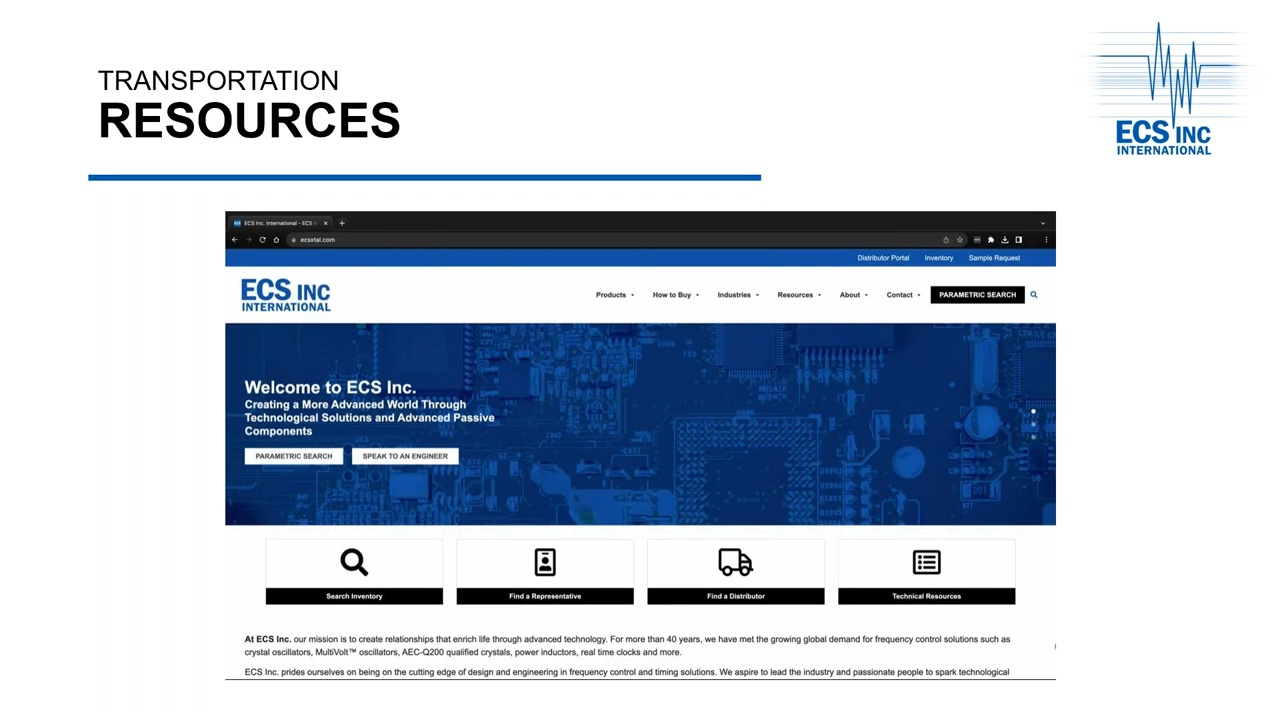 TRANSPORTATION
RESOURCES
ECS INC
INTERNATIONAL
ECS Inc. International - ECS
ecsxtal.com
Distributor Portal Inventory Sample Request
ECS INC
INTERNATIONAL
Products How to Buy Industries Resources About Contact PARAMETRIC SEARCH
Welcome to ECS Inc.
Creating a More Advanced World Through
Technological Solutions and Advanced Passive
Components
PARAMETRIC SEARCH SPEAK TO AN ENGINEER
Search Inventory Find a Representative Find a Distributor Technical Resources
At ECS Inc. our mission is to create relationships that enrich life through advanced technology. For more than 40 years, we have met the growing global demand for frequency control solutions such as
crystal oscillators, MultiVolt™ oscillators, AEC-Q200 qualified crystals, power inductors, real time clocks and more.
ECS Inc. prides ourselves on being on the cutting edge of design and engineering in frequency control and timing solutions. We aspire to lead the industry and passionate people to spark technological